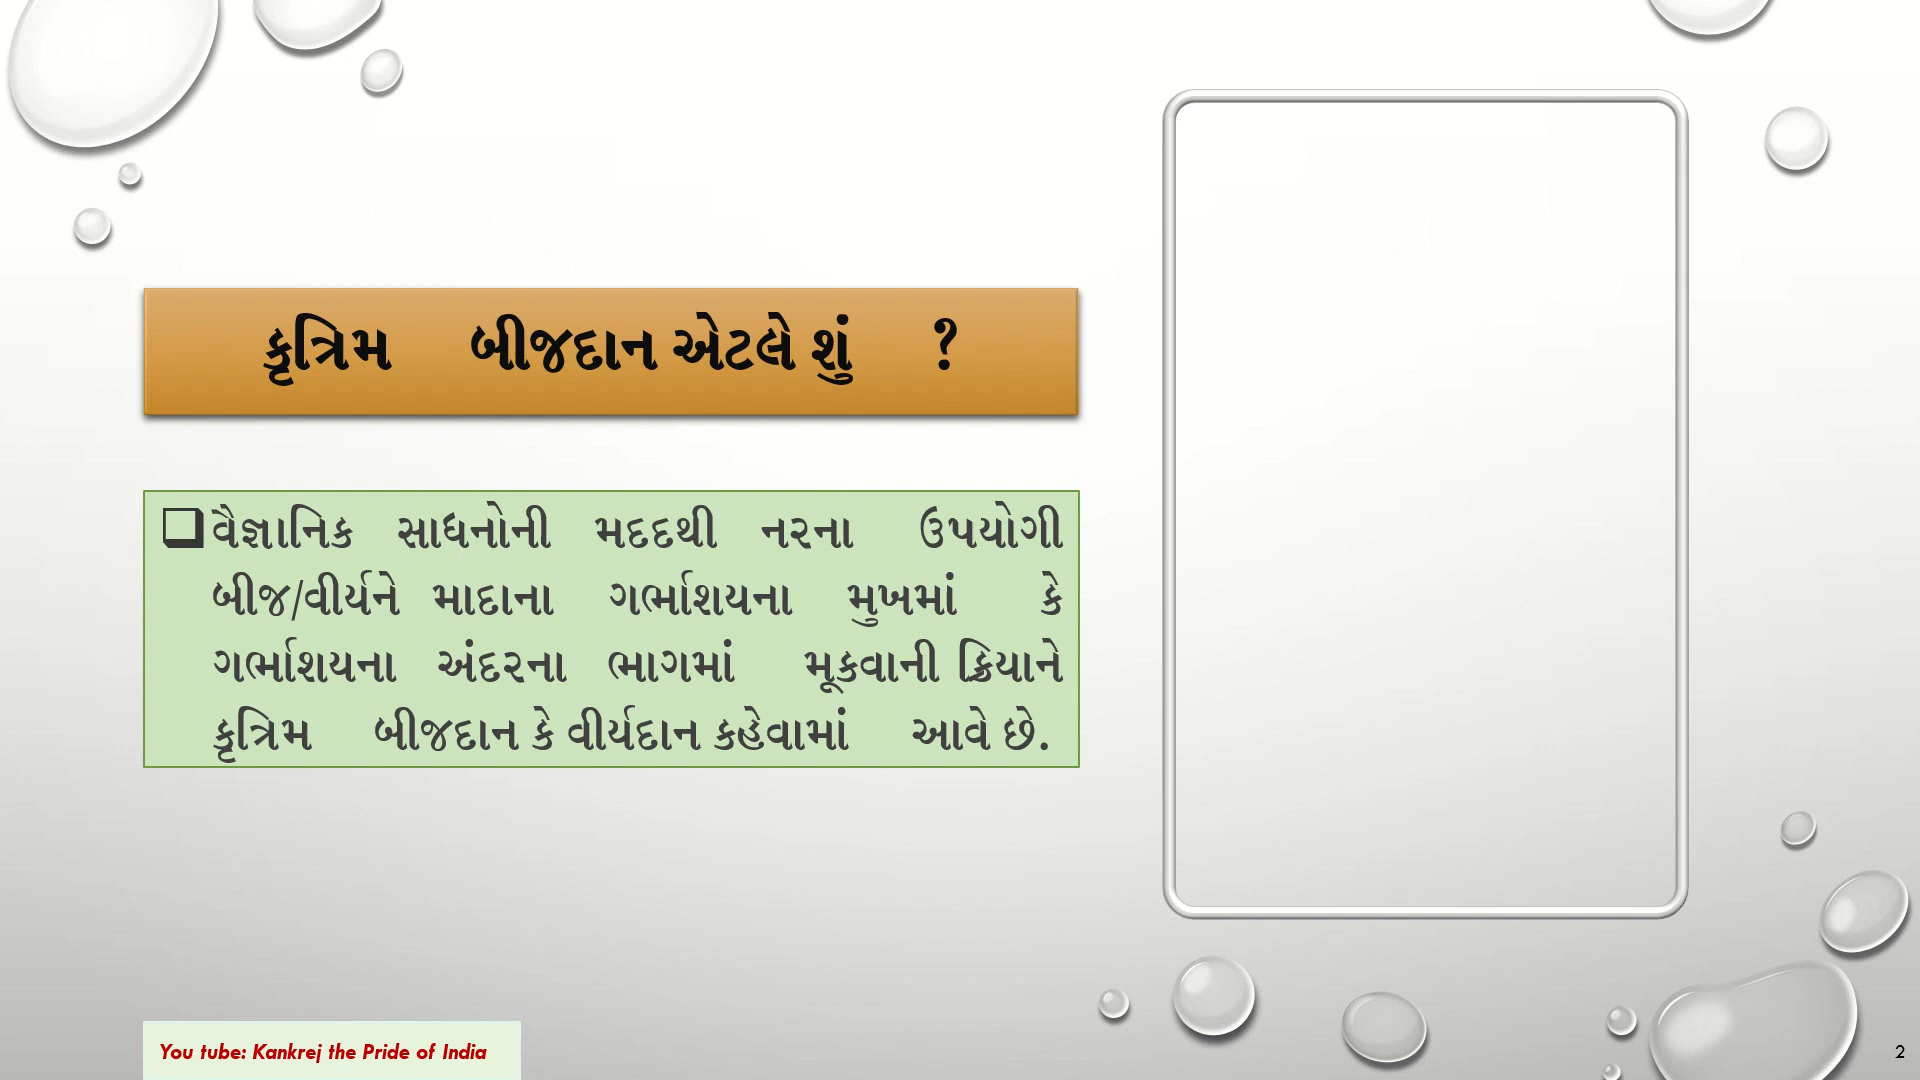 કૃત્રિમ બીજદાન એટલે શું ?
વૈજ્ઞાનિક સાધનોની મદદથી નરના ઉપયોગી
બીજ/વીર્યને માદાના ગર્ભાશયના મુખમાં કે
ગર્ભાશયના અંદરના ભાગમાં મૂકવાની ક્રિયાને
કૃત્રિમ બીજદાન કે વીર્યદાન કહેવામાં આવે છે.
You tube: Kankrej the Pride of India
2